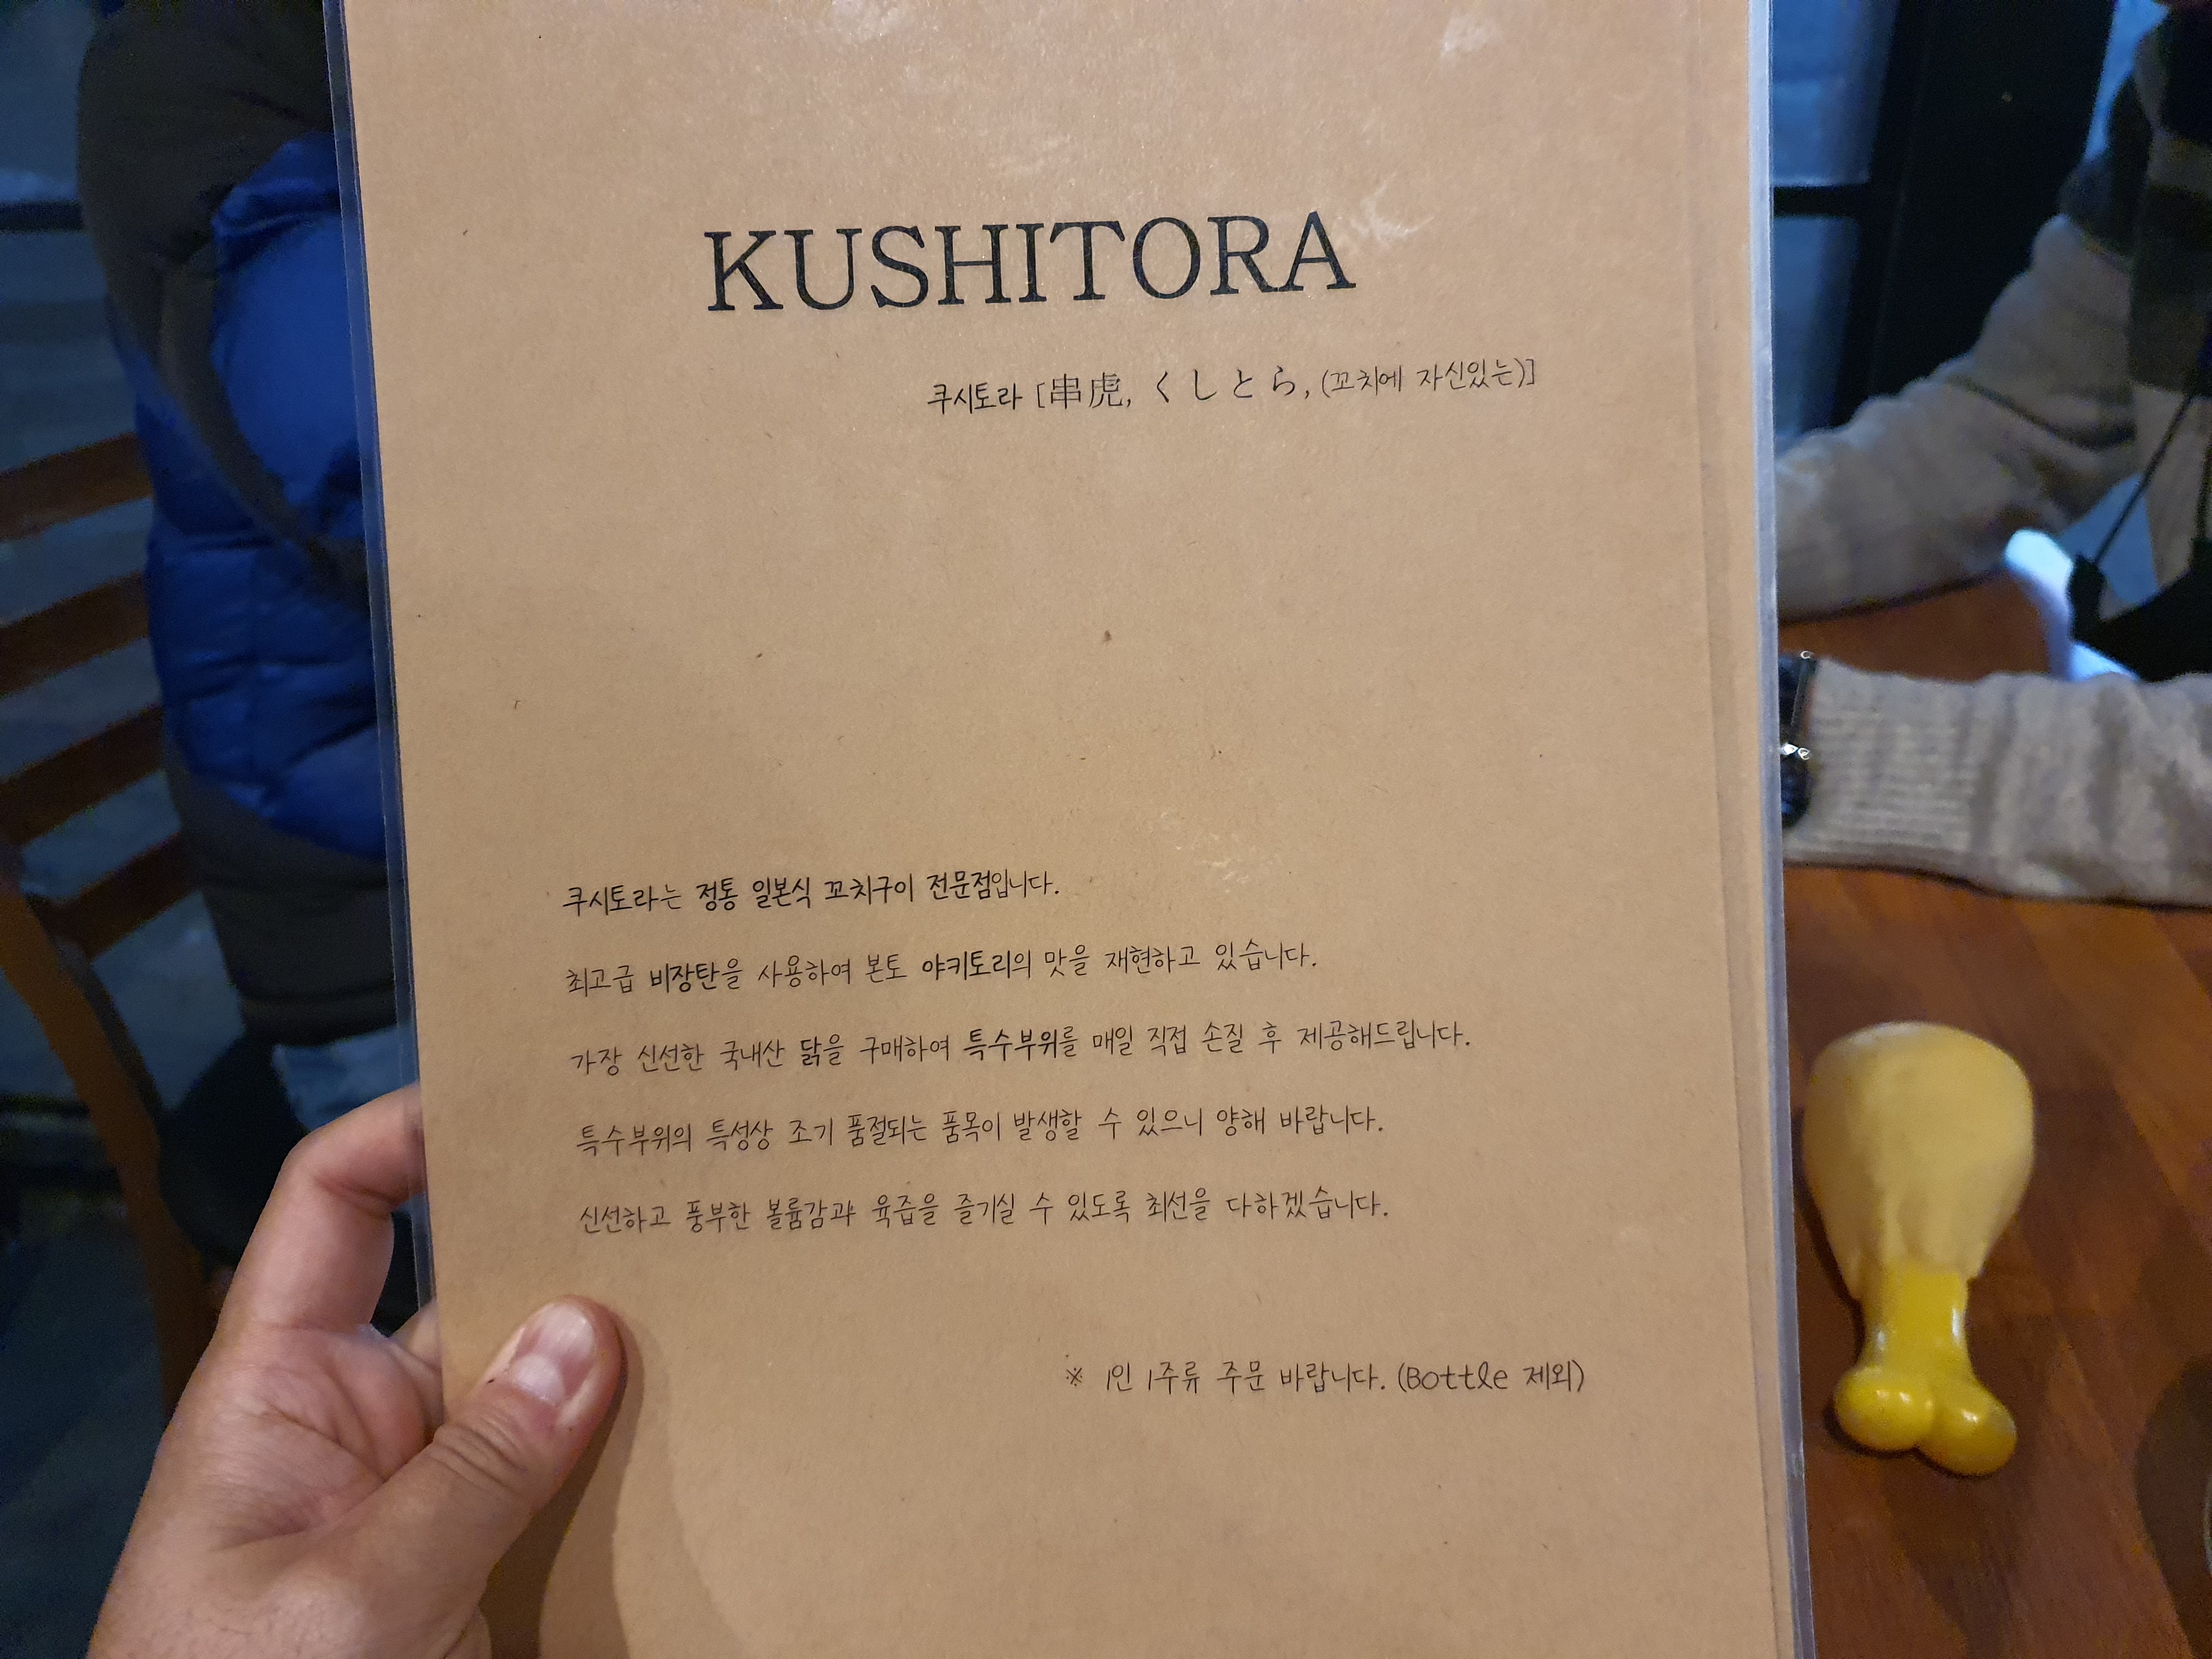 KUSHITORA
쿠시토라 [串虎, くしとら, (꼬치에 자신있는)]
쿠시토라는 정통 일본식 꼬치구이 전문점입니다.
최고급 비장탄을 사용하여 본토 야키토리의 맛을 재현하고 있습니다.
가장 신선한 국내산 닭을 구매하여 특수부위를 매일 직접 손질 후 제공해드립니다.
특수부위의 특성상 조기 품절되는 품목이 발생할 수 있으니 양해 바랍니다.
신선하고 풍부한 볼륨감과 육즙을 즐기실 수 있도록 최선을 다하겠습니다.
※ 1인 1주류 주문 바랍니다. (Bottle 제외)